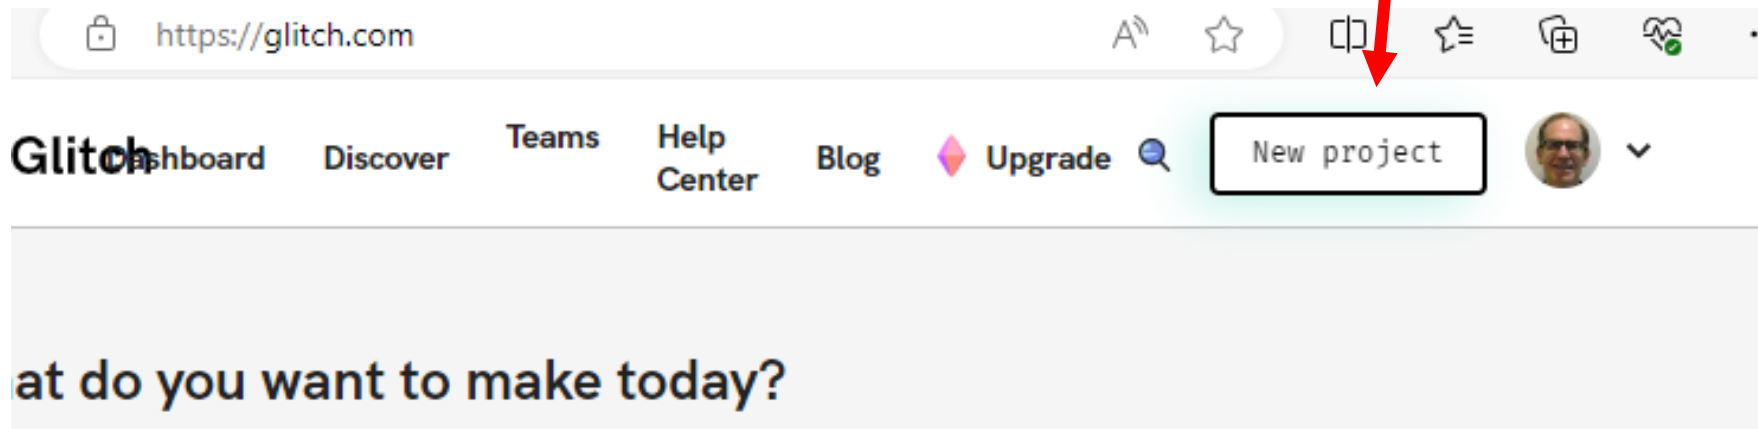 https://glitch.com
Glitch Dashboard Discover Teams Help Center Blog Upgrade New project
at do you want to make today?